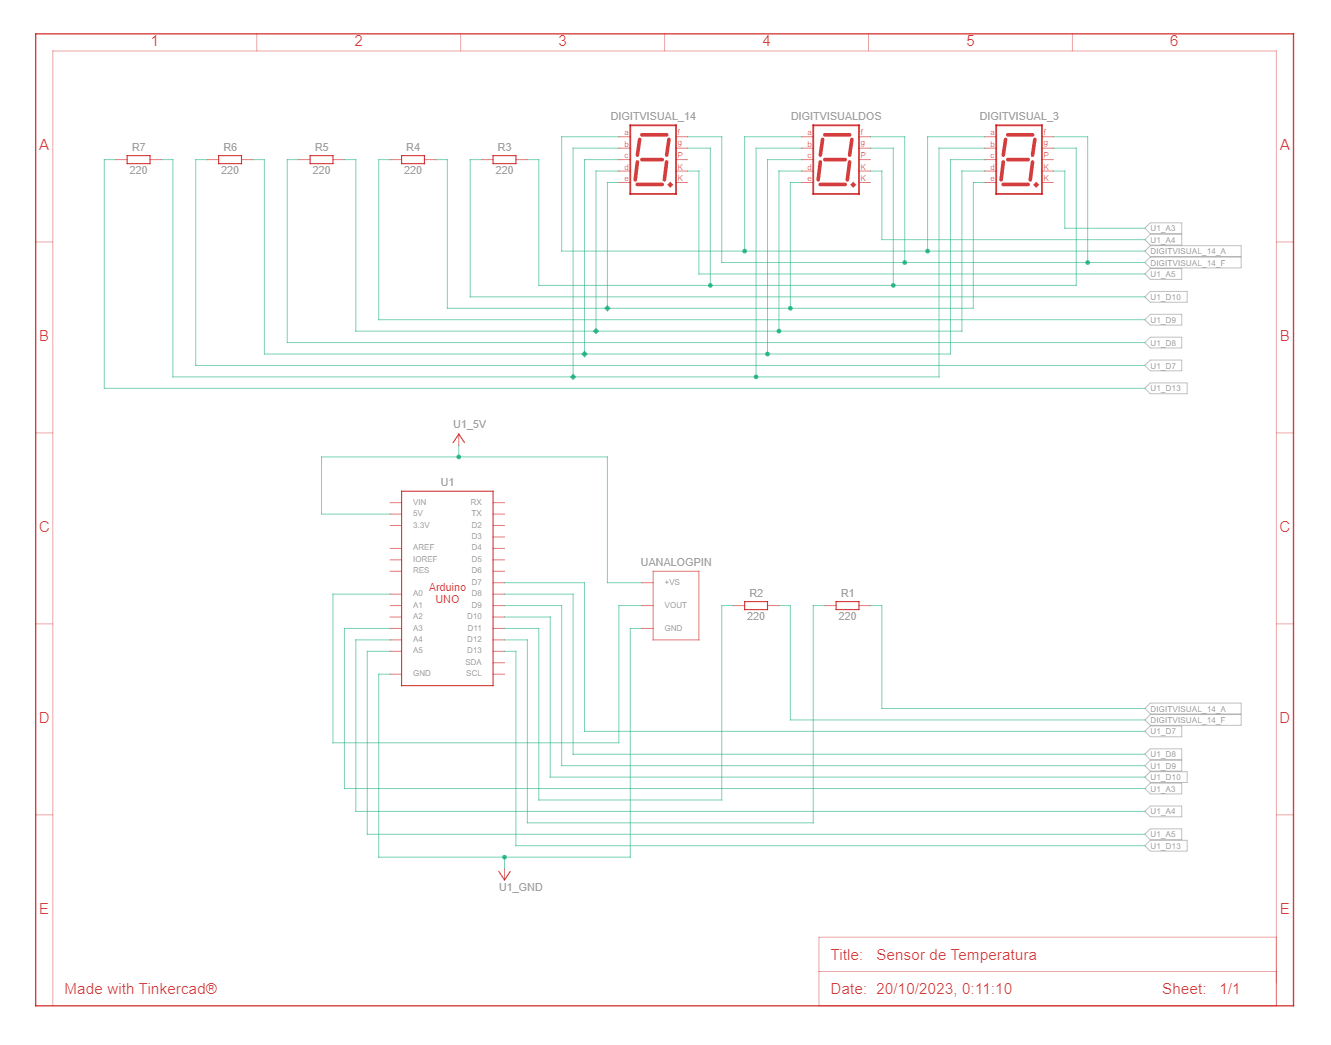 1 2 3 4 5 6
DIGITVISUAL_14 DIGITVISUALDOS DIGITVISUAL_3
A A
R7 R6 R5 R4 R3
220 220 220 220 220
a f a f a f
b g b g b g
c P c P c P
d K d K d K
e K e K e K
U1_A3
U1_A4
DIGITVISUAL_14_A
DIGITVISUAL_14_F
U1_A5
U1_D10
U1_D9
B B
U1_D8
U1_D7
U1_D13
U1_5V
U1
VIN RX
5V TX
3.3V D2
C C
D3
AREF D4
IOREF D5
RES D6
D7
Arduino
UNO
A0 D8
A1 D9
A2 D10
A3 D11
A4 D12
A5 D13
SDA
GND SCL
UANALOGPIN
+VS
VOUT
GND
R2 R1
220 220
DIGITVISUAL_14_A
D D
DIGITVISUAL_14_F
U1_D7
U1_D8
U1_D9
U1_D10
U1_A3
U1_A4
U1_A5
U1_D13
U1_GND
E E
Title: Sensor de Temperatura
Made with Tinkercad®
Date: 20/10/2023, 0:11:10 Sheet: 1/1